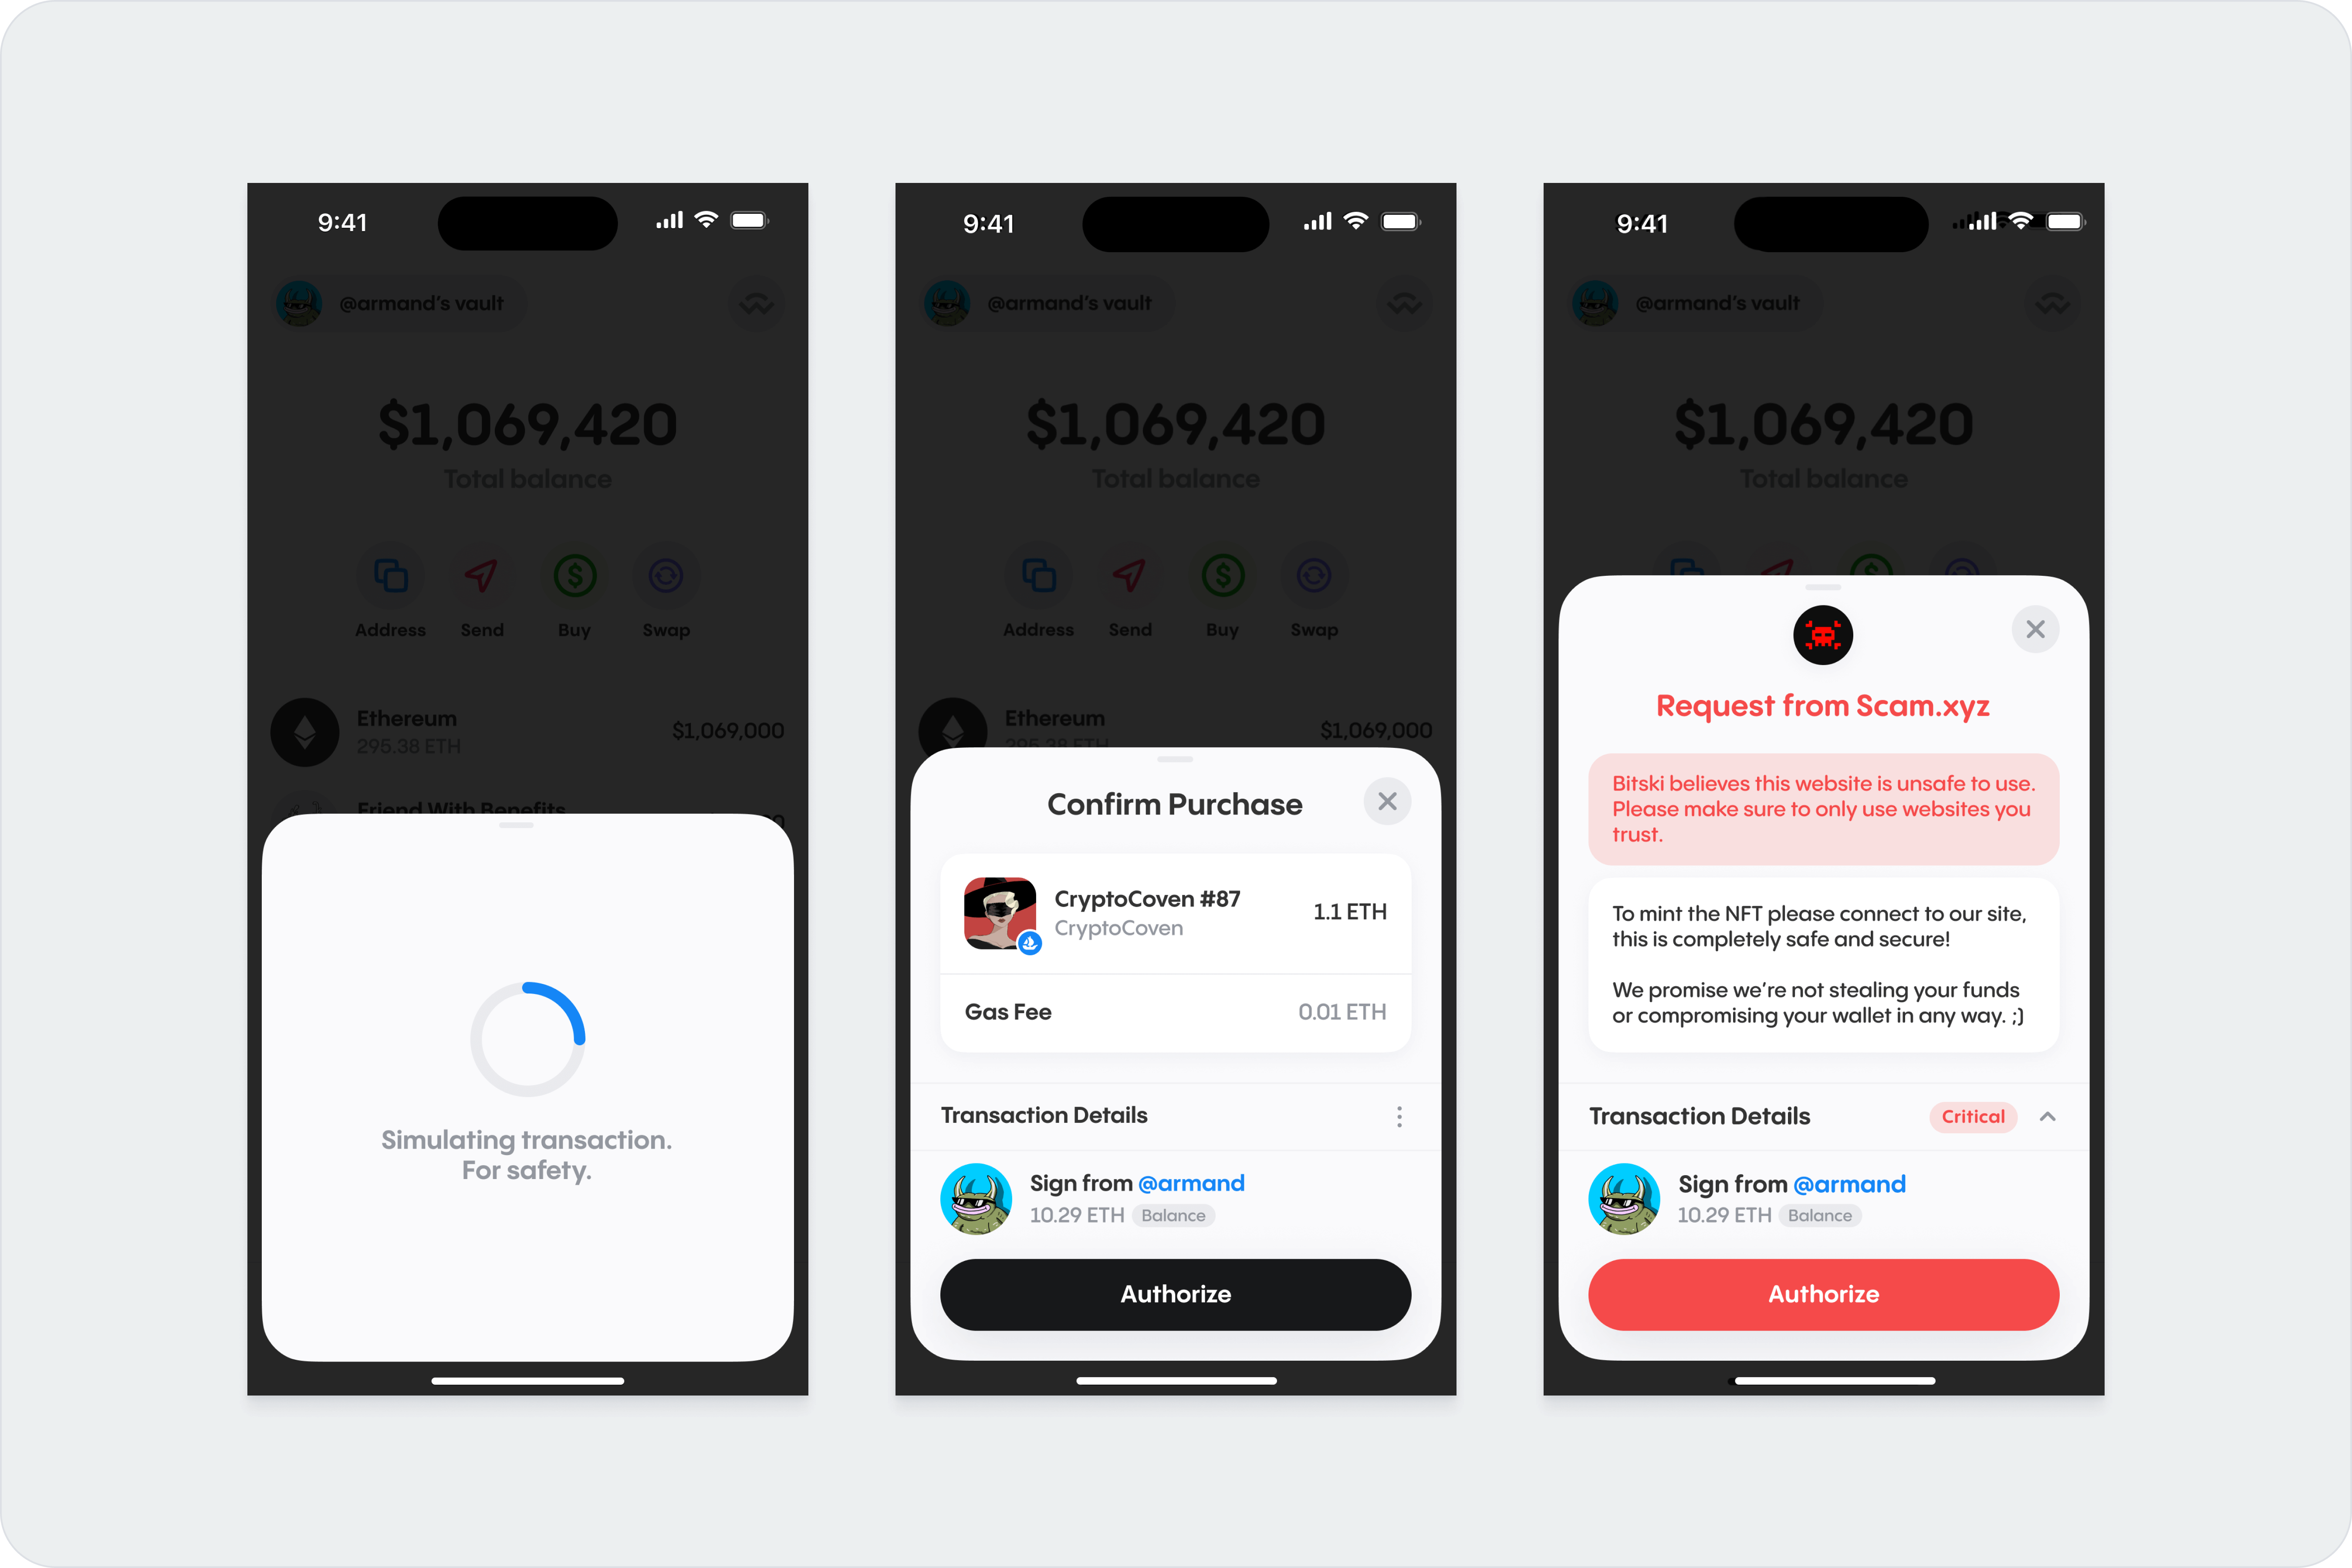 9:41
@armand's vault
$1,069,420
Total balance
Address Send Buy Swap
Ethereum
295.38 ETH
$1,069,000
Friend With Benefits
Simulating transaction.
For safety.
9:41
@armand's vault
$1,069,420
Total balance
Address Send Buy Swap
Ethereum
295.38 ETH
$1,069,000
Confirm Purchase
CryptoCoven #87
CryptoCoven
1.1 ETH
Gas Fee 0.01 ETH
Transaction Details
Sign from @armand
10.29 ETH Balance
Authorize
9:41
@armand's vault
$1,069,420
Total balance
Request from Scam.xyz
Bitski believes this website is unsafe to use.
Please make sure to only use websites you
trust.
To mint the NFT please connect to our site,
this is completely safe and secure!
We promise we're not stealing your funds
or compromising your wallet in any way. ;)
Transaction Details Critical
Sign from @armand
10.29 ETH Balance
Authorize